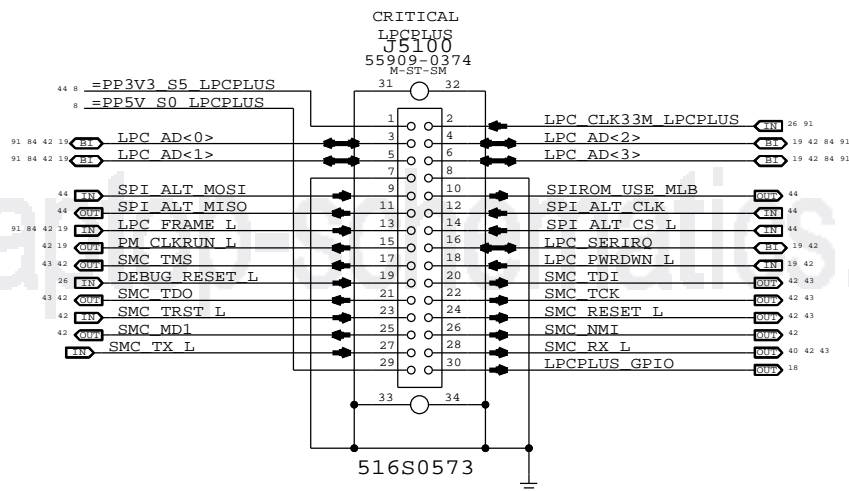 CRITICAL
LPCPLUS
J5100
55909-0374
M-ST-SM
31 32
44 8 =PP3V3_S5_LPCPLUS
8 =PP5V_S0_LPCPLUS
1 2 LPC_CLK33M_LPCPLUS IN 26 91
91 84 42 19 BI LPC_AD<0> 3 4 LPC_AD<2> BI 19 42 84 91
91 84 42 19 BI LPC_AD<1> 5 6 LPC_AD<3> BI 19 42 84 91
7 8
44 IN SPI_ALT_MOSI 9 10 SPIROM_USE_MLB OUT 44
44 OUT SPI_ALT_MISO 11 12 SPI_ALT_CLK IN 44
91 84 42 19 IN LPC_FRAME_L 13 14 SPI_ALT_CS_L IN 44
42 19 OUT PM_CLKRUN_L 15 16 LPC_SERIRQ BI 19 42
43 42 OUT SMC_TMS 17 18 LPC_PWRDWN_L IN 19 42
26 IN DEBUG_RESET_L 19 20 SMC_TDI OUT 42 43
43 42 OUT SMC_TDO 21 22 SMC_TCK OUT 42 43
42 IN SMC_TRST_L 23 24 SMC_RESET_L OUT 42 43
42 OUT SMC_MD1 25 26 SMC_NMI OUT 42
IN SMC_TX_L 27 28 SMC_RX_L OUT 40 42 43
29 30 LPCPLUS_GPIO OUT 18
33 34
516S0573
aptop-schematics.